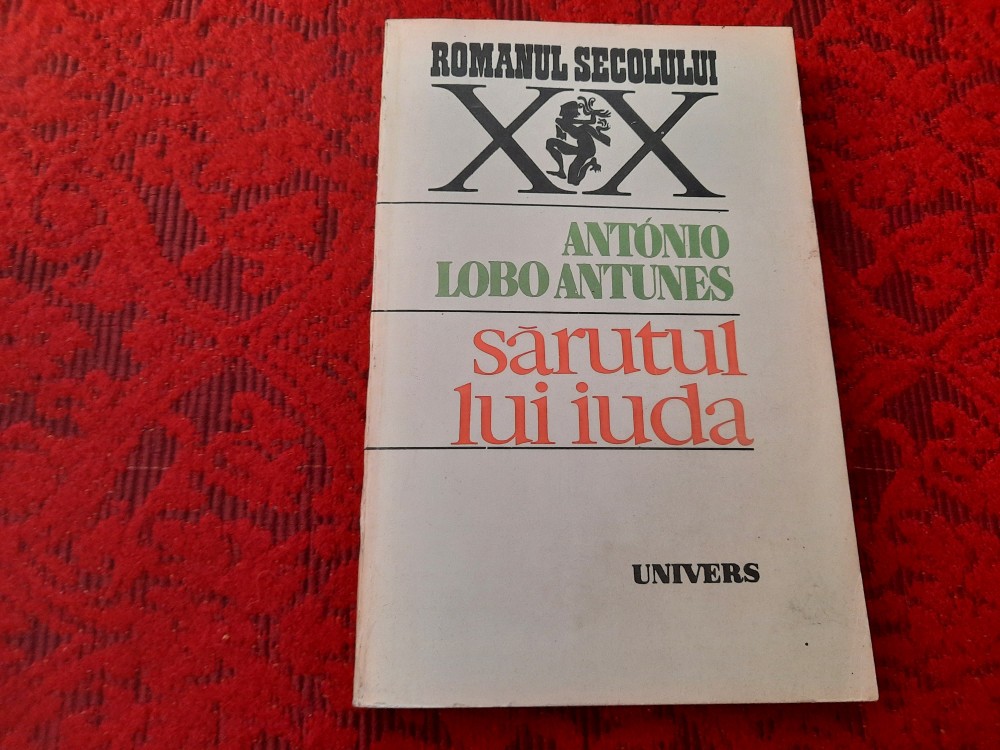 ROMANUL SECOLULUI
XX
ANTÓNIO
LOBO ANTUNES
sărutul
lui iuda
UNIVERS